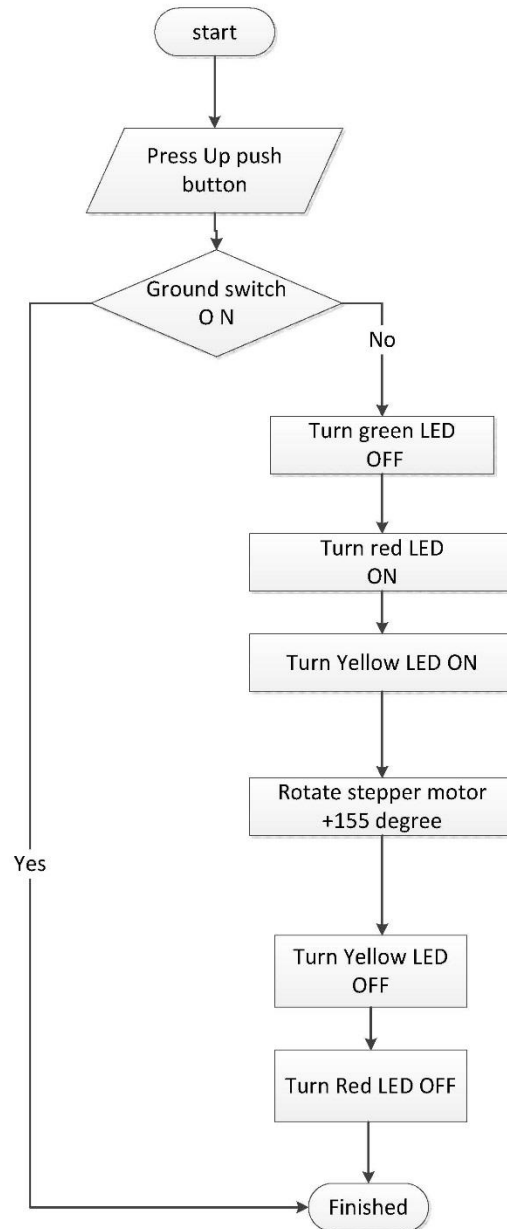 start
Press Up push
button
Ground switch
O N
No
Turn green LED
OFF
Turn red LED
ON
Turn Yellow LED ON
Rotate stepper motor
+155 degree
Yes
Turn Yellow LED
OFF
Turn Red LED OFF
Finished